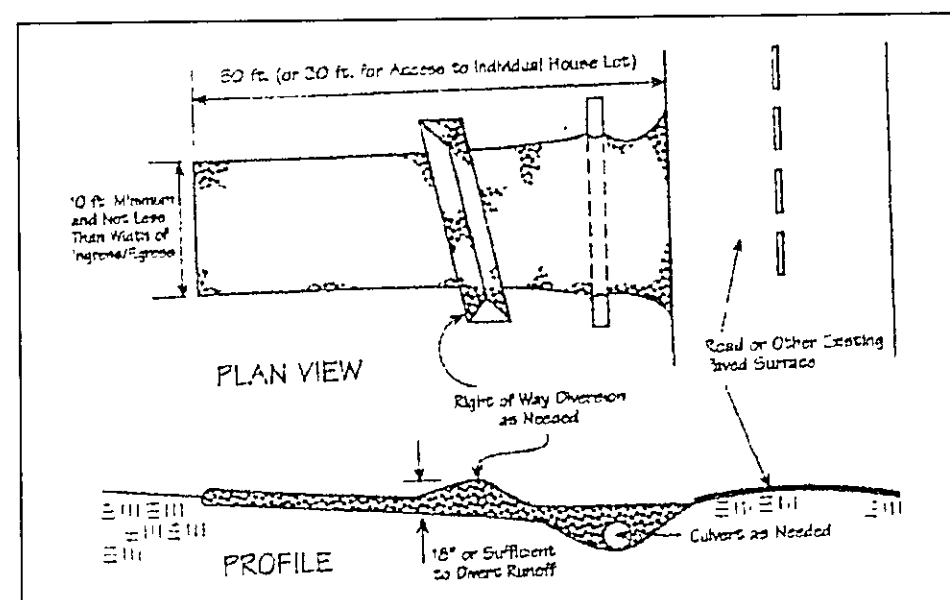 ft. (or ft. for Access to Individual House Lot)
10 ft. Minimum
and Not Less
Than Width of
Ingress/Egress
PLAN VIEW
Road or Other Existing
Paved Surface
Right of Way Diversion
as Needed
Culvert as Needed
18" or Sufficient
to Divert Runoff
PROFILE